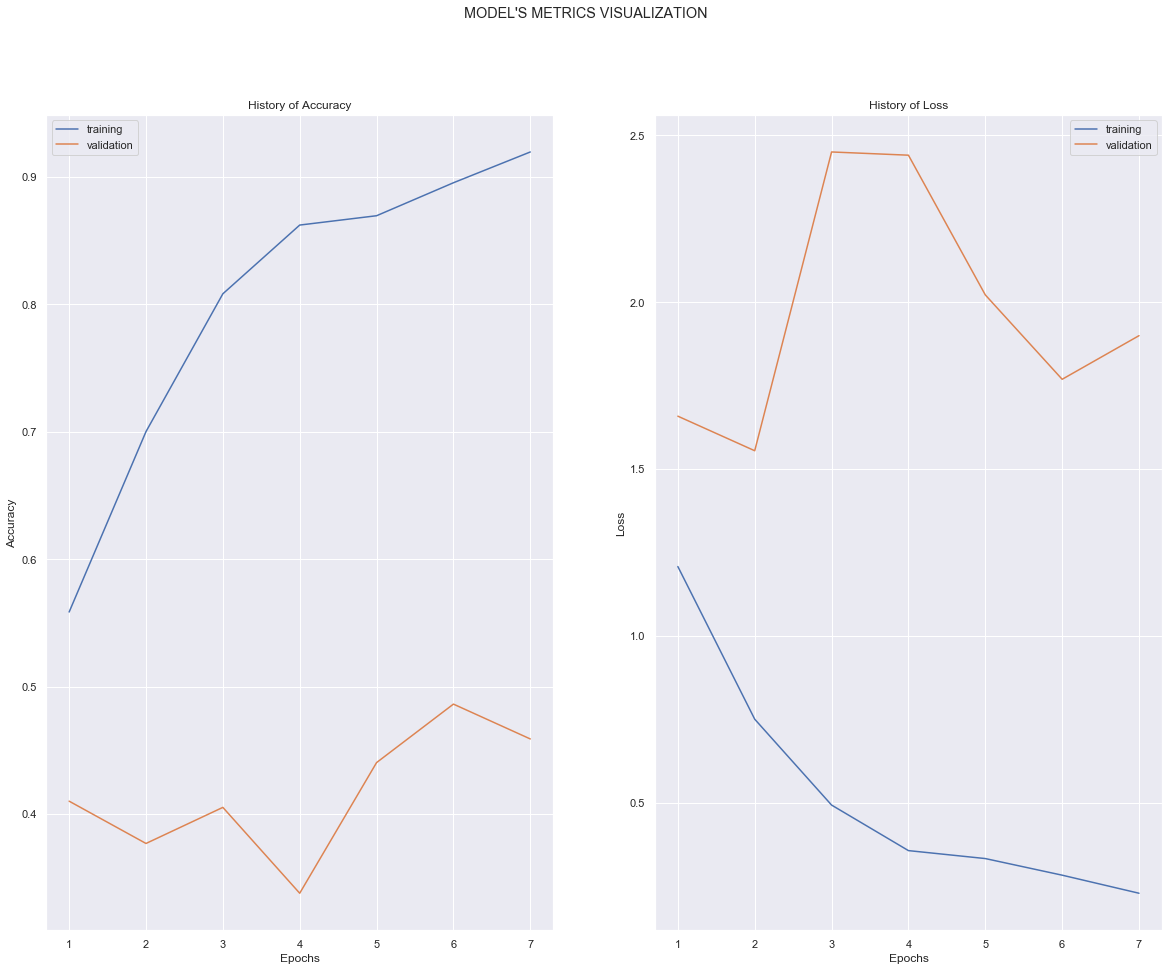 MODEL'S METRICS VISUALIZATION
History of Accuracy
training
validation
0.9
0.8
0.7
0.6
0.5
0.4
Accuracy
1 2 3 4 5 6 7
Epochs
History of Loss
training
validation
2.5
2.0
1.5
1.0
0.5
Loss
1 2 3 4 5 6 7
Epochs